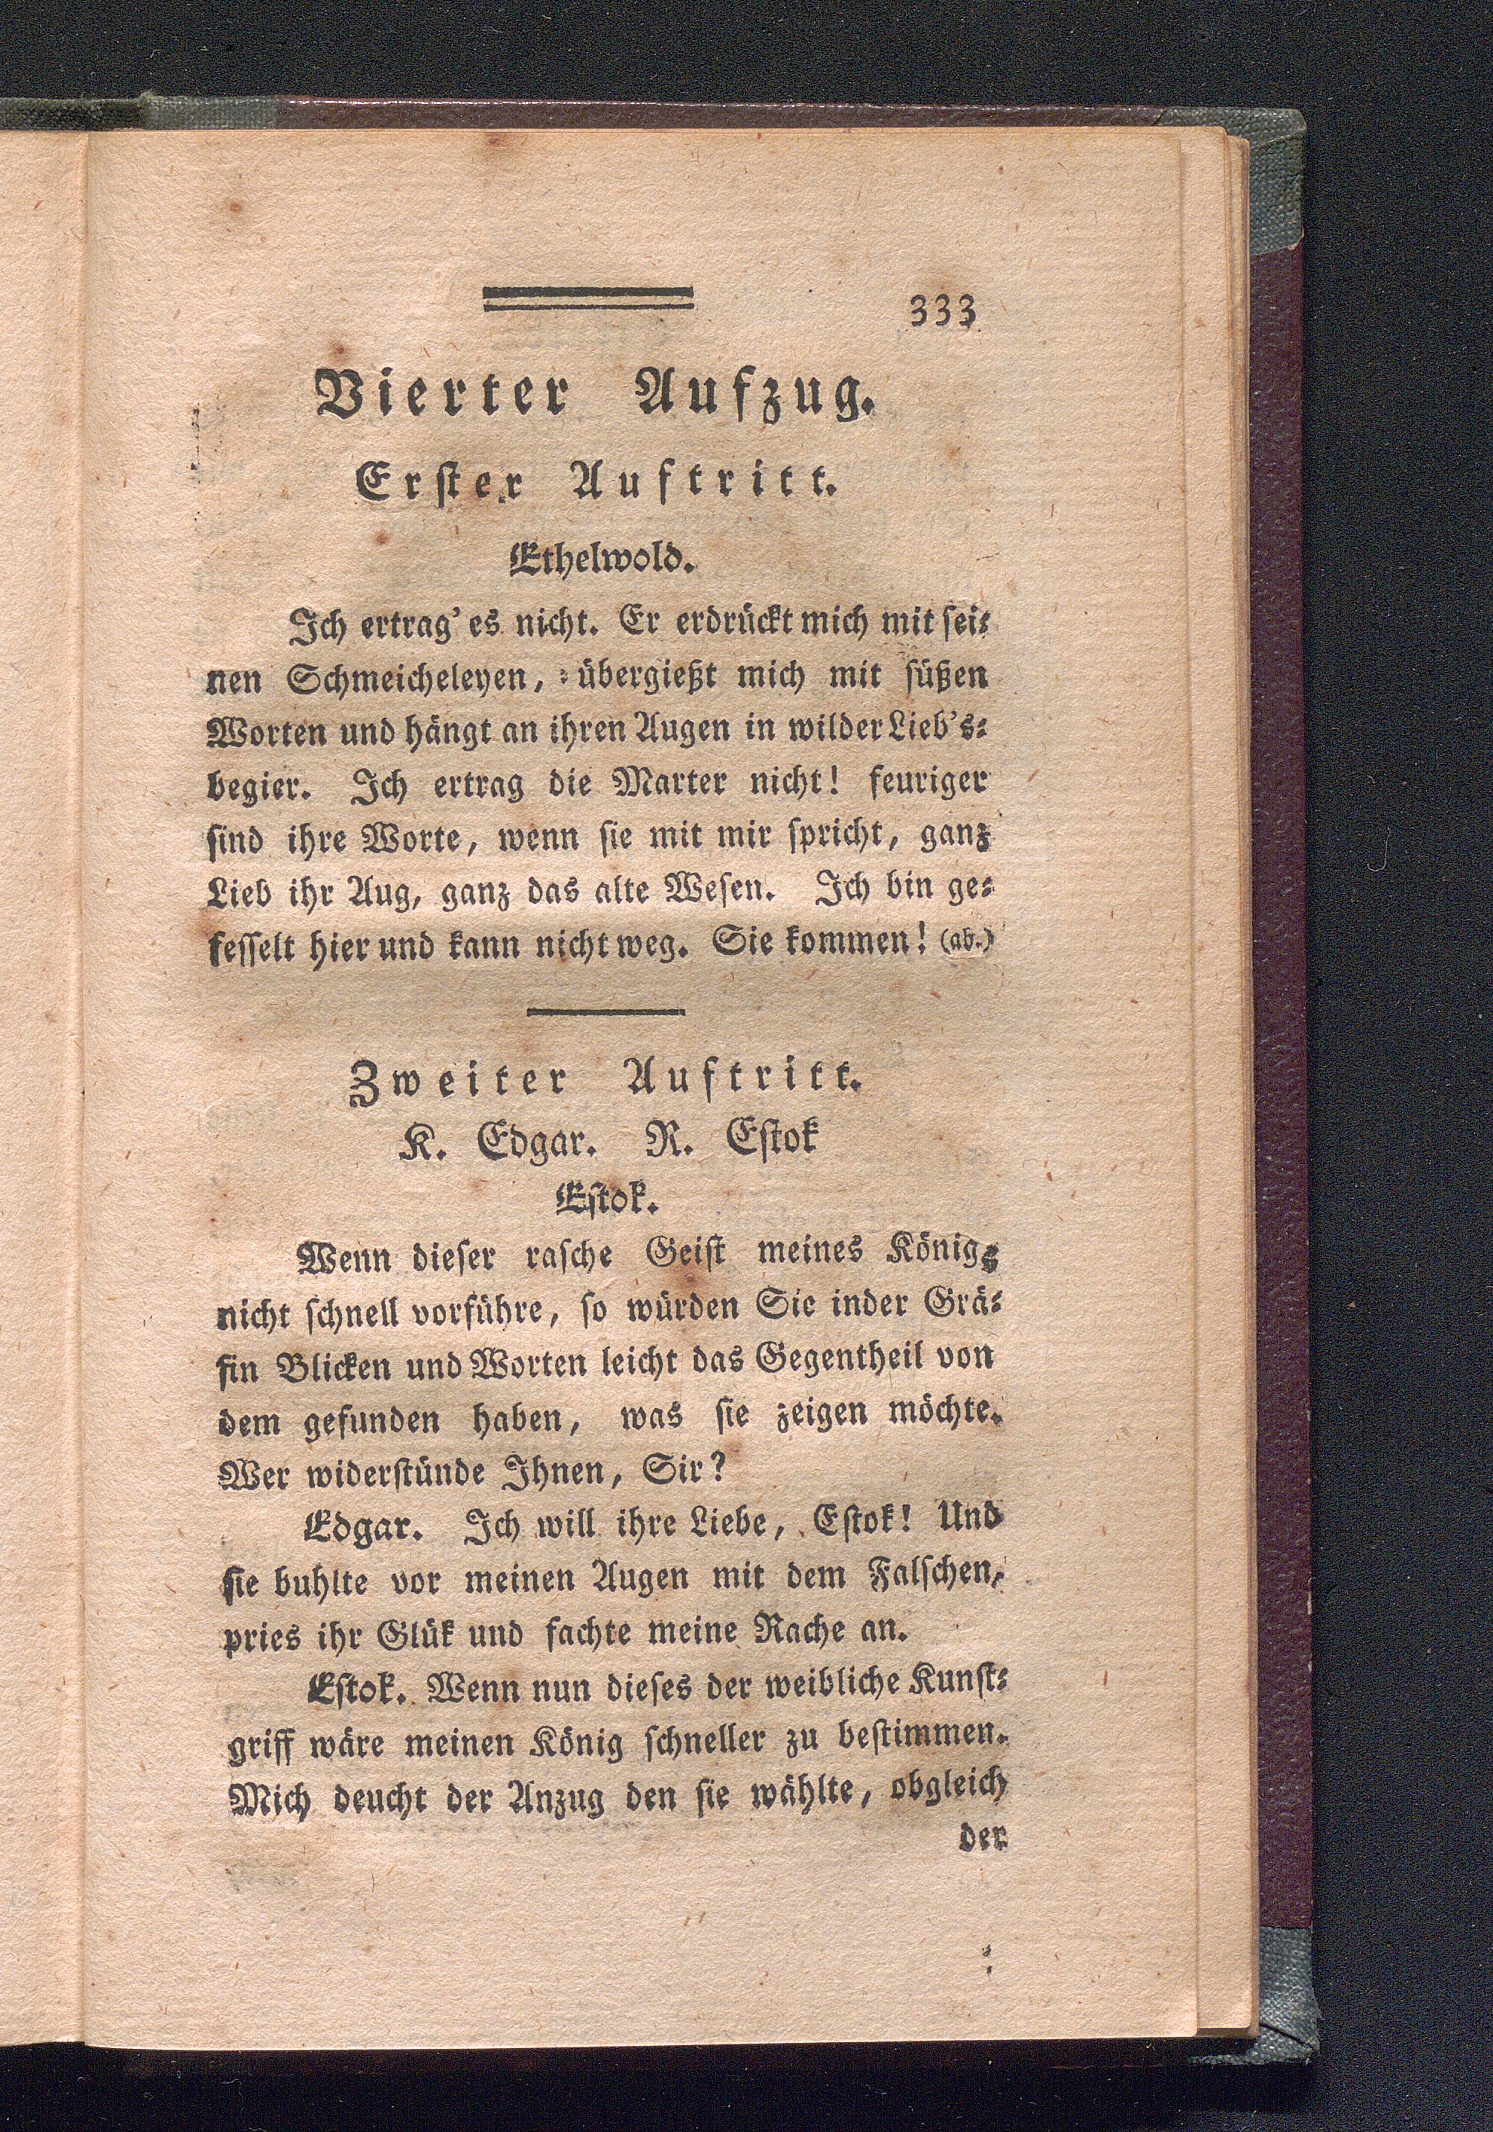 333
Vierter Aufzug.
Erster Auftritt.
Ethelwold.
Ich ertrag' es nicht. Er erdrückt mich mit sei⸗
nen Schmeicheleyen, übergießt mich mit süßen
Worten und hängt an ihren Augen in wilder Lieb's⸗
begier. Ich ertrag die Marter nicht! feuriger
sind ihre Worte, wenn sie mit mir spricht, ganz
Lieb ihr Aug, ganz das alte Wesen. Ich bin ge⸗
fesselt hier und kann nicht weg. Sie kommen! (ab.)
Zweiter Auftritt.
K. Edgar. R. Estok
Estok.
Wenn dieser rasche Geist meines Königs
nicht schnell vorführe, so würden Sie inder Grä⸗
fin Blicken und Worten leicht das Gegentheil von
dem gefunden haben, was sie zeigen möchte.
Wer widerstünde Ihnen, Sir?
Edgar. Ich will ihre Liebe, Estok! Und
sie buhlte vor meinen Augen mit dem Falschen,
pries ihr Glük und fachte meine Rache an.
Estok. Wenn nun dieses der weibliche Kunst⸗
griff wäre meinen König schneller zu bestimmen.
Mich deucht der Anzug den sie wählte, obgleich
der